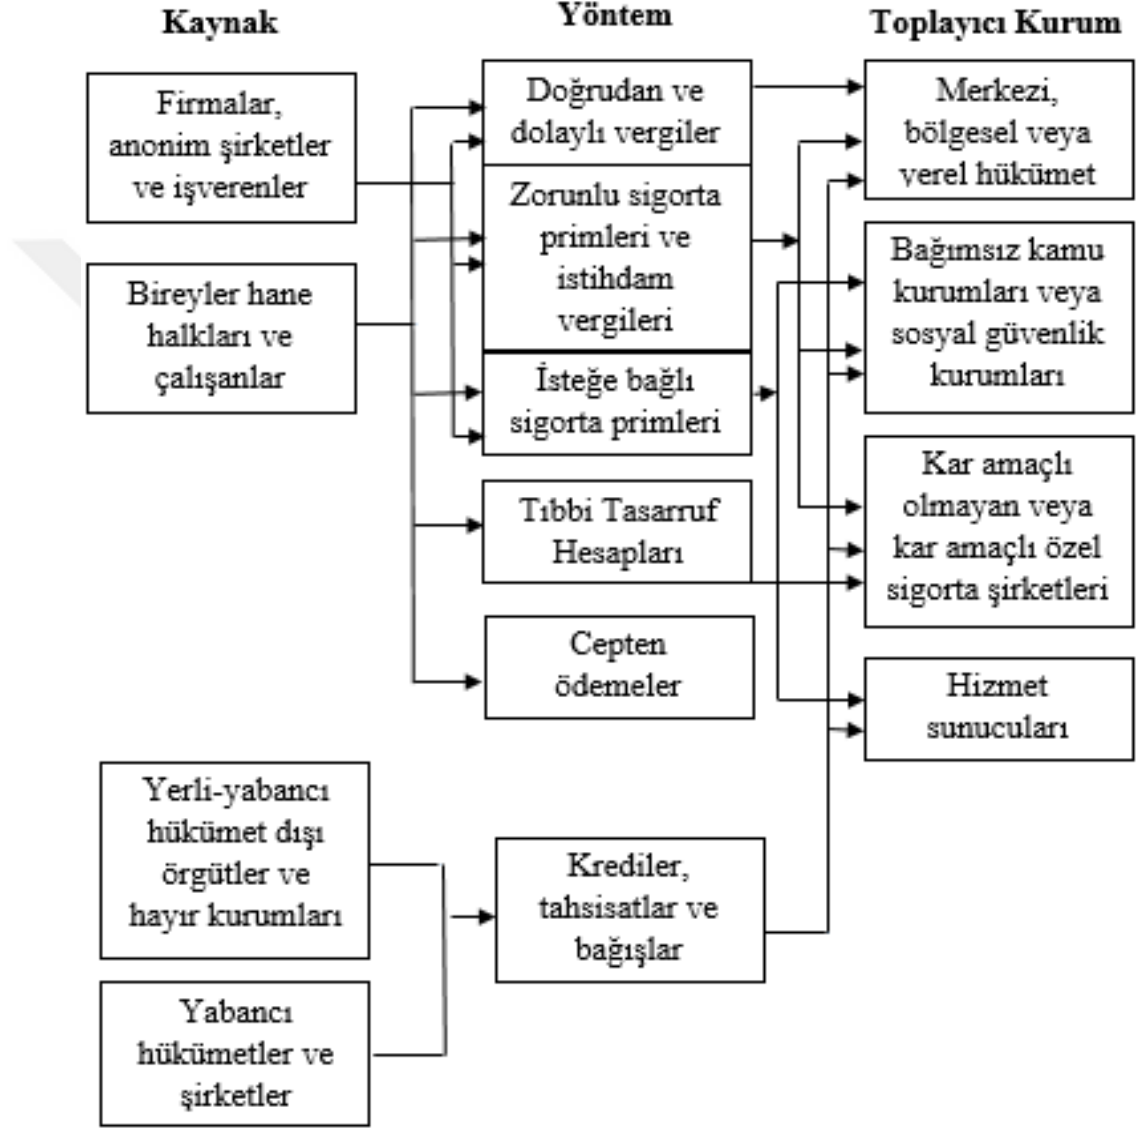 Kaynak
Yöntem
Toplayıcı Kurum
Firmalar,
anonim şirketler
ve işverenler
Bireyler hane
halkları ve
çalışanlar
Yerli-yabancı
hükümet dışı
örgütler ve
hayır kurumları
Yabancı
hükümetler ve
şirketler
Doğrudan ve
dolaylı vergiler
Zorunlu sigorta
primleri ve
istihdam
vergileri
İsteğe bağlı
sigorta primleri
Tıbbi Tasarruf
Hesapları
Cepten
ödemeler
Krediler,
tahsisatlar ve
bağışlar
Merkezi,
bölgesel veya
yerel hükümet
Bağımsız kamu
kurumları veya
sosyal güvenlik
kurumları
Kar amaçlı
olmayan veya
kar amaçlı özel
sigorta şirketleri
Hizmet
sunucuları